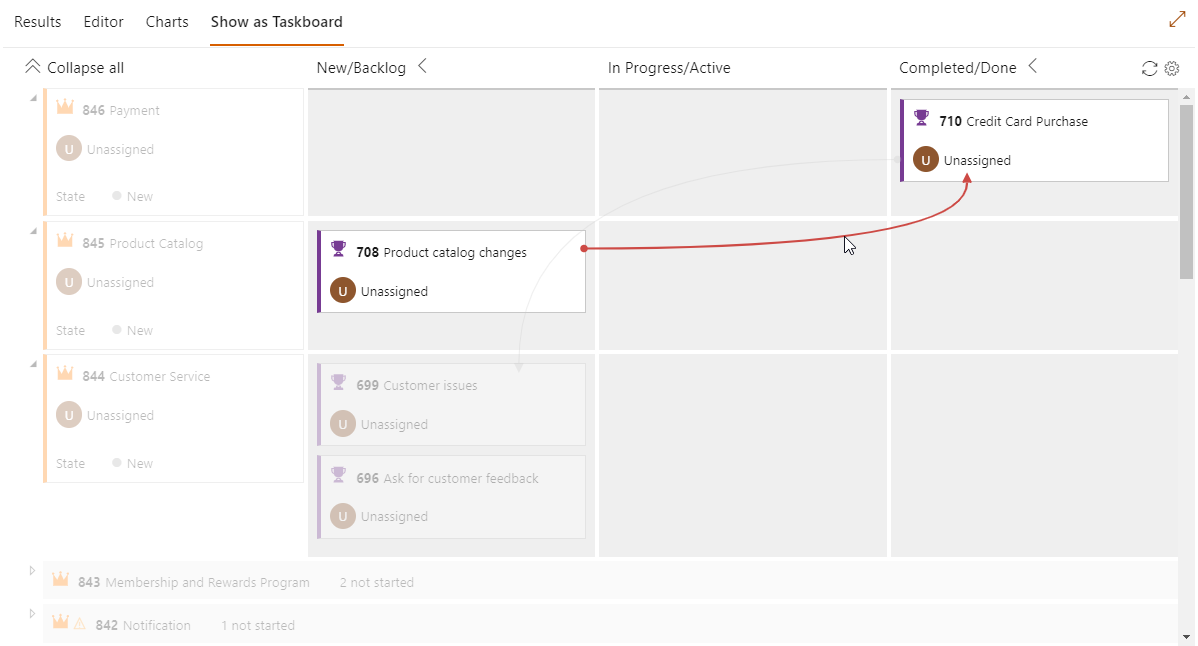 Results Editor Charts Show as Taskboard
Collapse all New/Backlog In Progress/Active Completed/Done
846 Payment
U Unassigned
State New
710 Credit Card Purchase
U Unassigned
845 Product Catalog
U Unassigned
State New
708 Product catalog changes
U Unassigned
844 Customer Service
U Unassigned
State New
699 Customer issues
U Unassigned
696 Ask for customer feedback
U Unassigned
843 Membership and Rewards Program 2 not started
842 Notification 1 not started